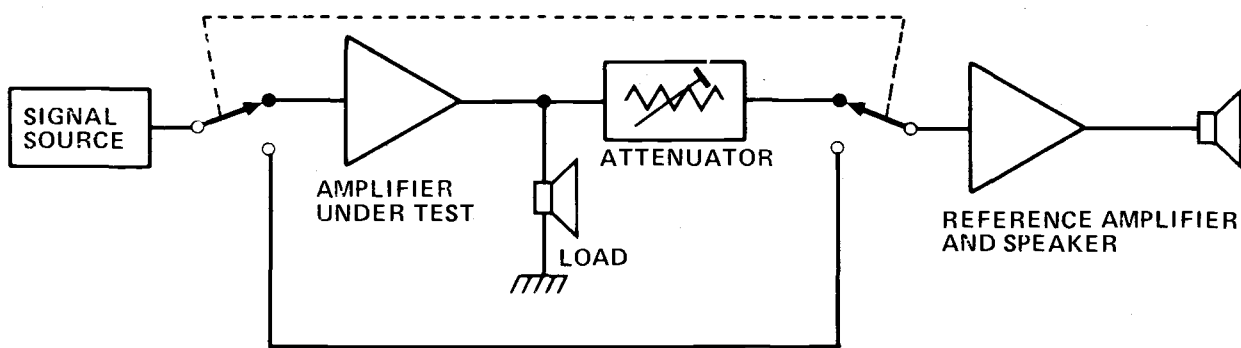 SIGNAL
SOURCE
AMPLIFIER
UNDER TEST
LOAD
ATTENUATOR
REFERENCE AMPLIFIER
AND SPEAKER